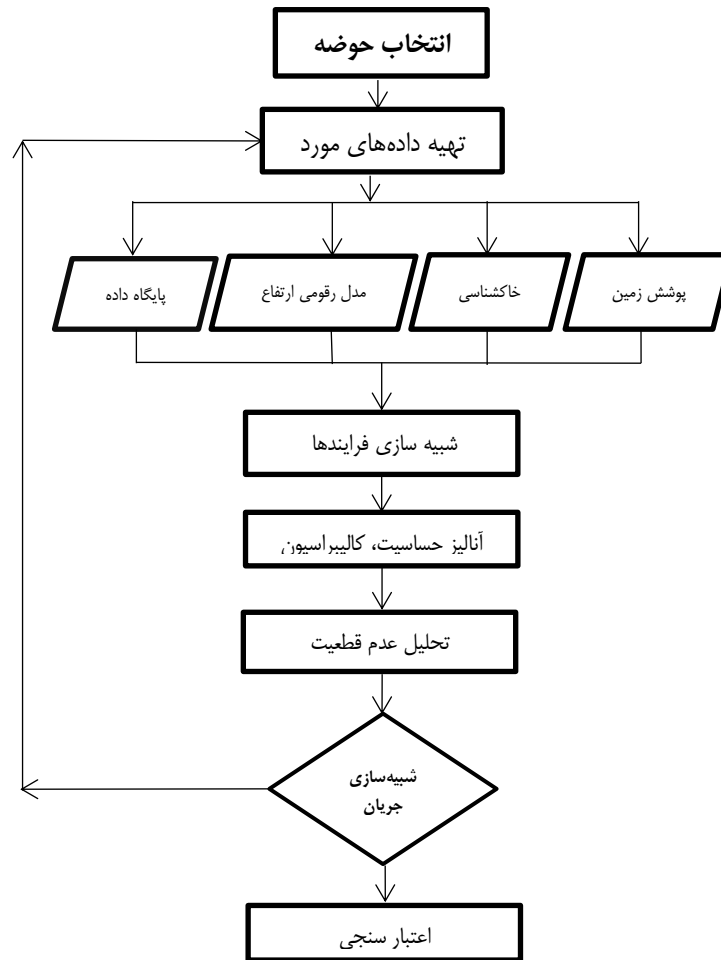 انتخاب حوضه
تهیه داده‌های مورد
پوشش زمین
خاکشناسی
مدل رقومی ارتفاع
پایگاه داده
شبیه سازی فرایندها
آنالیز حساسیت، کالیبراسیون
تحلیل عدم قطعیت
شبیه‌سازی
جریان
اعتبار سنجی